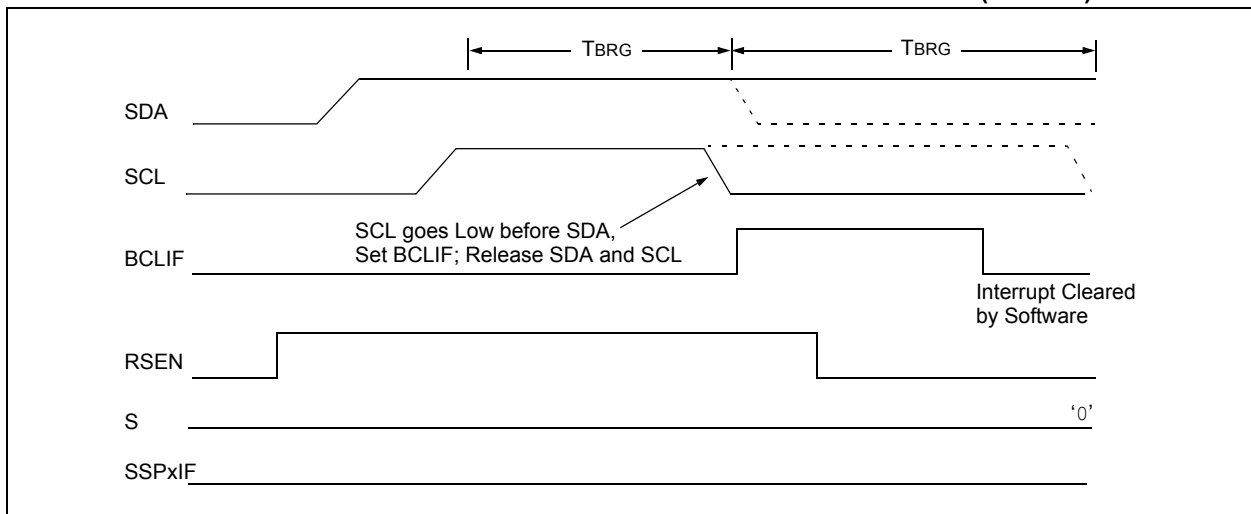 TBRG
TBRG
SDA
SCL
SCL goes Low before SDA,
Set BCLIF; Release SDA and SCL
BCLIF
Interrupt Cleared
by Software
RSEN
S
‘0’
SSPxIF